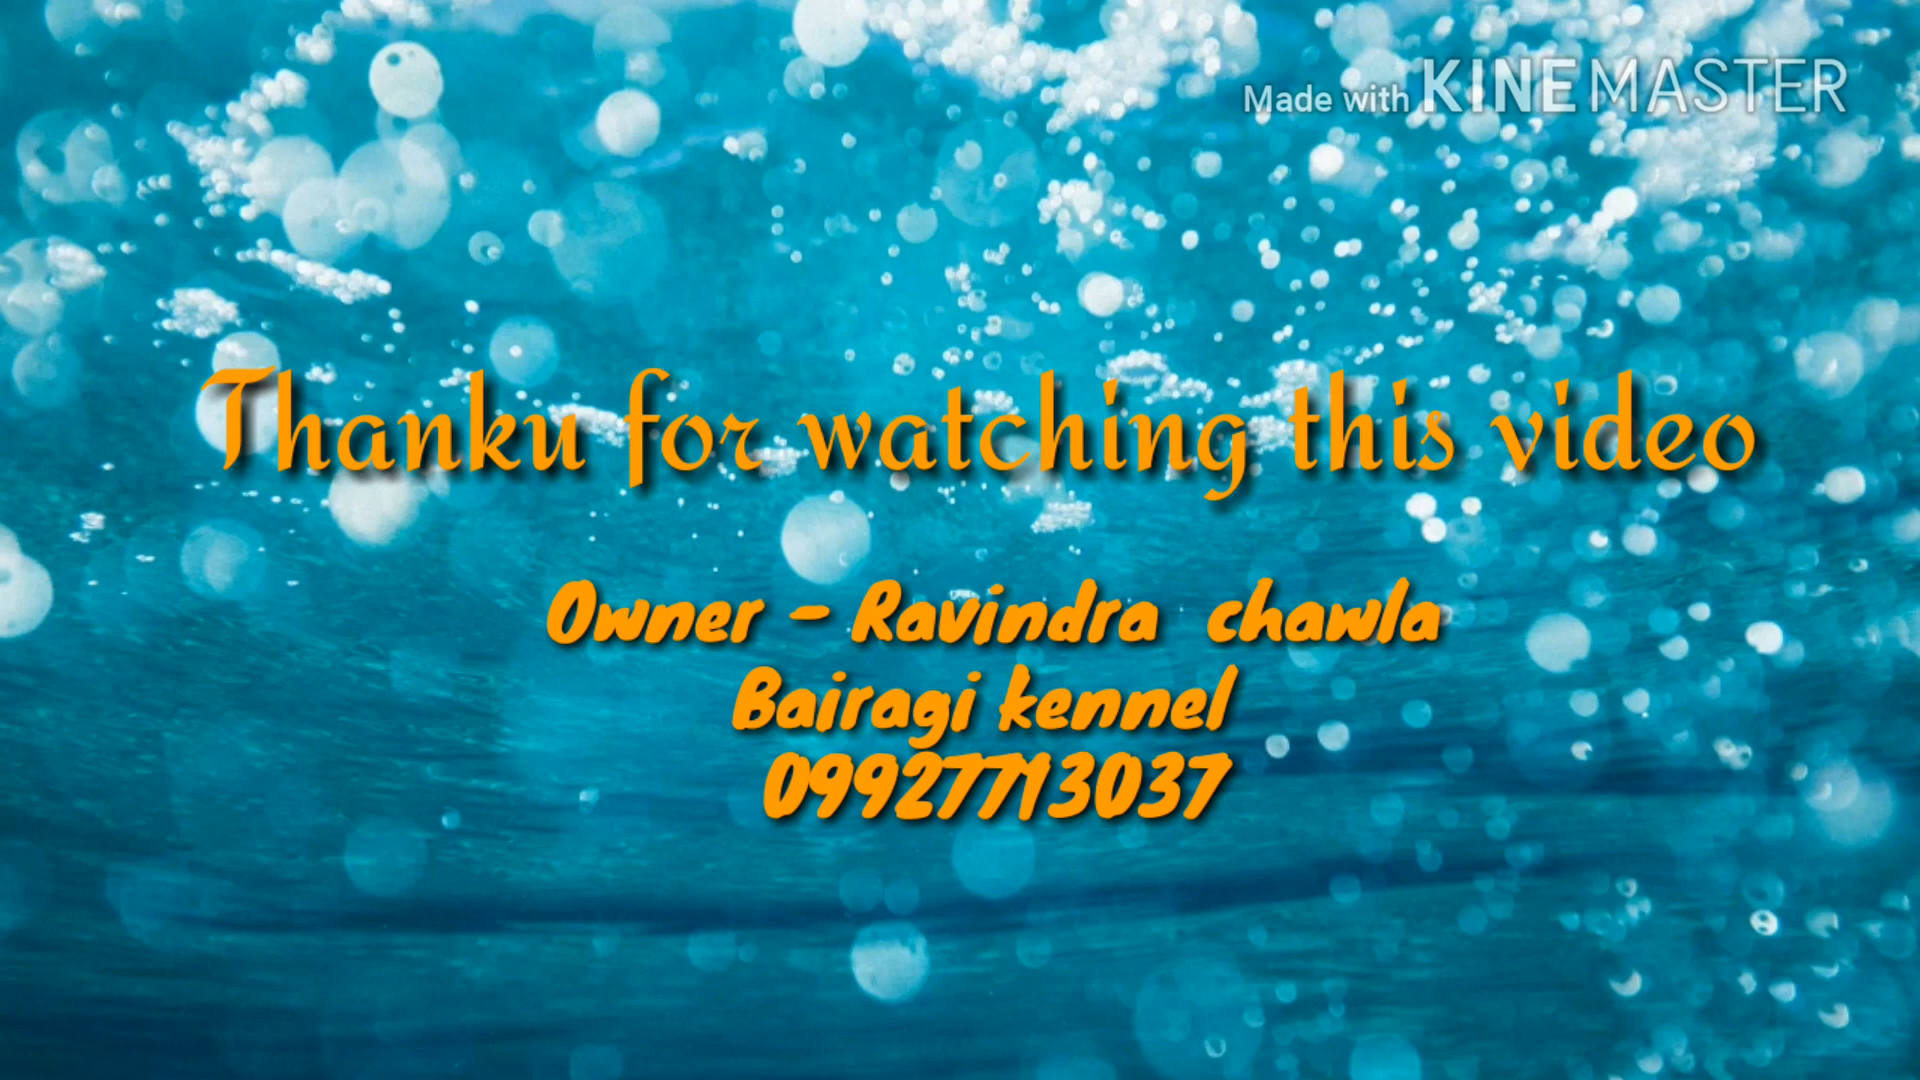 Made with KINEMASTER
Thanku for watching this video
Owner - Ravindra chawla
Bairagi kennel
09927713037